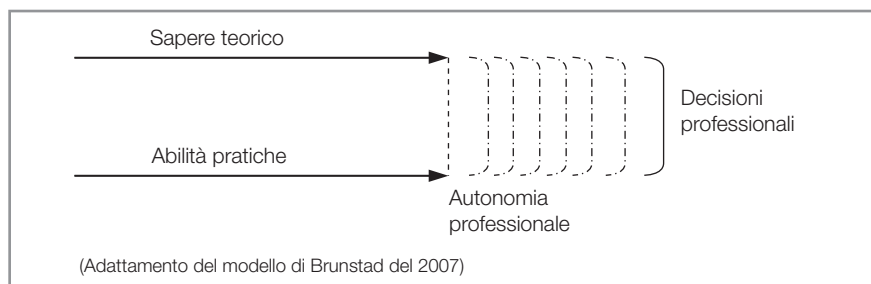 Sapere teorico
Decisioni
professionali
Abilità pratiche
Autonomia
professionale
(Adattamento del modello di Brunstad del 2007)